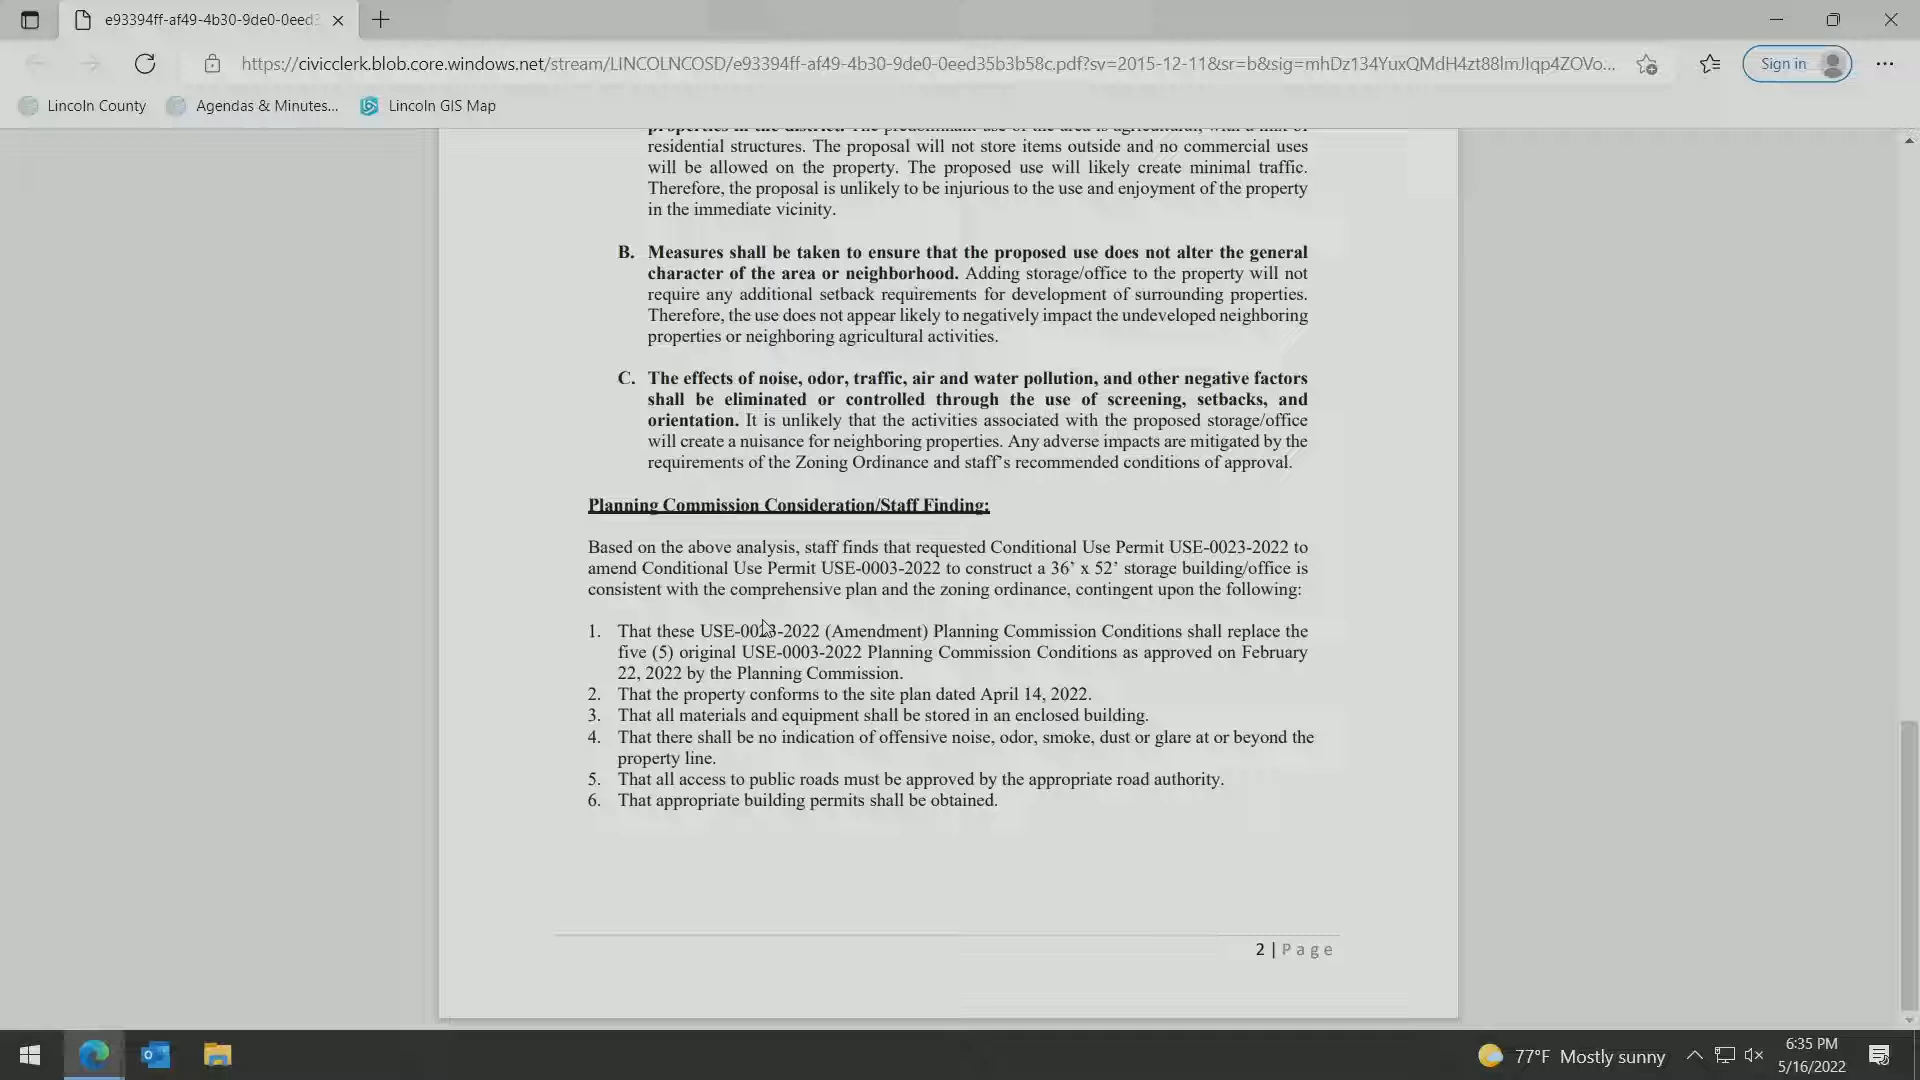 e93394ff-af49-4b30-9de0-0eed3
https://civicclerk.blob.core.windows.net/stream/LINCOLNCOSD/e93394ff-af49-4b30-9de0-0eed35b3b58c.pdf?sv=2015-12-11&sr=b&sig=mhDz134YuxQMdH4zt88lmJIqp4ZOVo...
Sign in
Lincoln County
Agendas & Minutes...
Lincoln GIS Map
properties in the district. The predominant use of the area is agricultural, with a mix of
residential structures. The proposal will not store items outside and no commercial uses
will be allowed on the property. The proposed use will likely create minimal traffic.
Therefore, the proposal is unlikely to be injurious to the use and enjoyment of the property
in the immediate vicinity.
B. Measures shall be taken to ensure that the proposed use does not alter the general
character of the area or neighborhood. Adding storage/office to the property will not
require any additional setback requirements for development of surrounding properties.
Therefore, the use does not appear likely to negatively impact the undeveloped neighboring
properties or neighboring agricultural activities.
C. The effects of noise, odor, traffic, air and water pollution, and other negative factors
shall be eliminated or controlled through the use of screening, setbacks, and
orientation. It is unlikely that the activities associated with the proposed storage/office
will create a nuisance for neighboring properties. Any adverse impacts are mitigated by the
requirements of the Zoning Ordinance and staff's recommended conditions of approval.
Planning Commission Consideration/Staff Finding:
Based on the above analysis, staff finds that requested Conditional Use Permit USE-0023-2022 to
amend Conditional Use Permit USE-0003-2022 to construct a 36’ x 52’ storage building/office is
consistent with the comprehensive plan and the zoning ordinance, contingent upon the following:
1. That these USE-0023-2022 (Amendment) Planning Commission Conditions shall replace the
five (5) original USE-0003-2022 Planning Commission Conditions as approved on February
22, 2022 by the Planning Commission.
2. That the property conforms to the site plan dated April 14, 2022.
3. That all materials and equipment shall be stored in an enclosed building.
4. That there shall be no indication of offensive noise, odor, smoke, dust or glare at or beyond the
property line.
5. That all access to public roads must be approved by the appropriate road authority.
6. That appropriate building permits shall be obtained.
2 | Page
77°F Mostly sunny
6:35 PM
5/16/2022